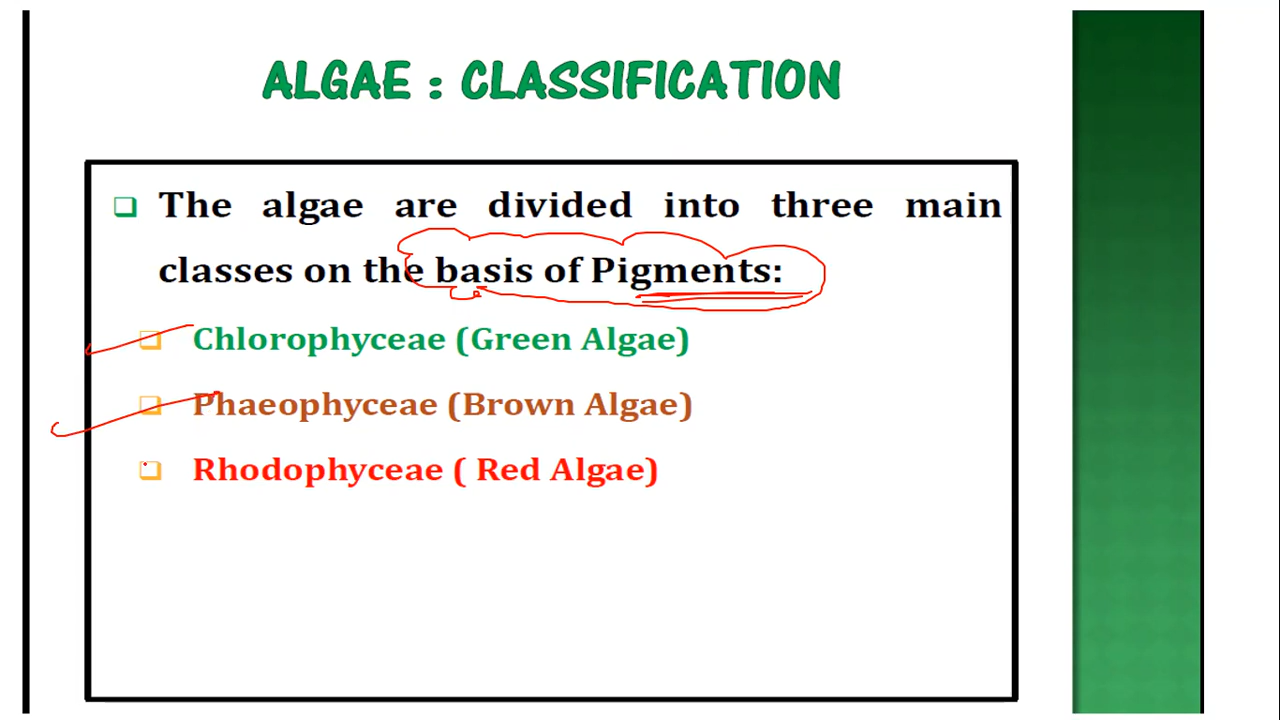 ALGAE : CLASSIFICATION
The algae are divided into three main
classes on the basis of Pigments:
Chlorophyceae (Green Algae)
Phaeophyceae (Brown Algae)
Rhodophyceae ( Red Algae)